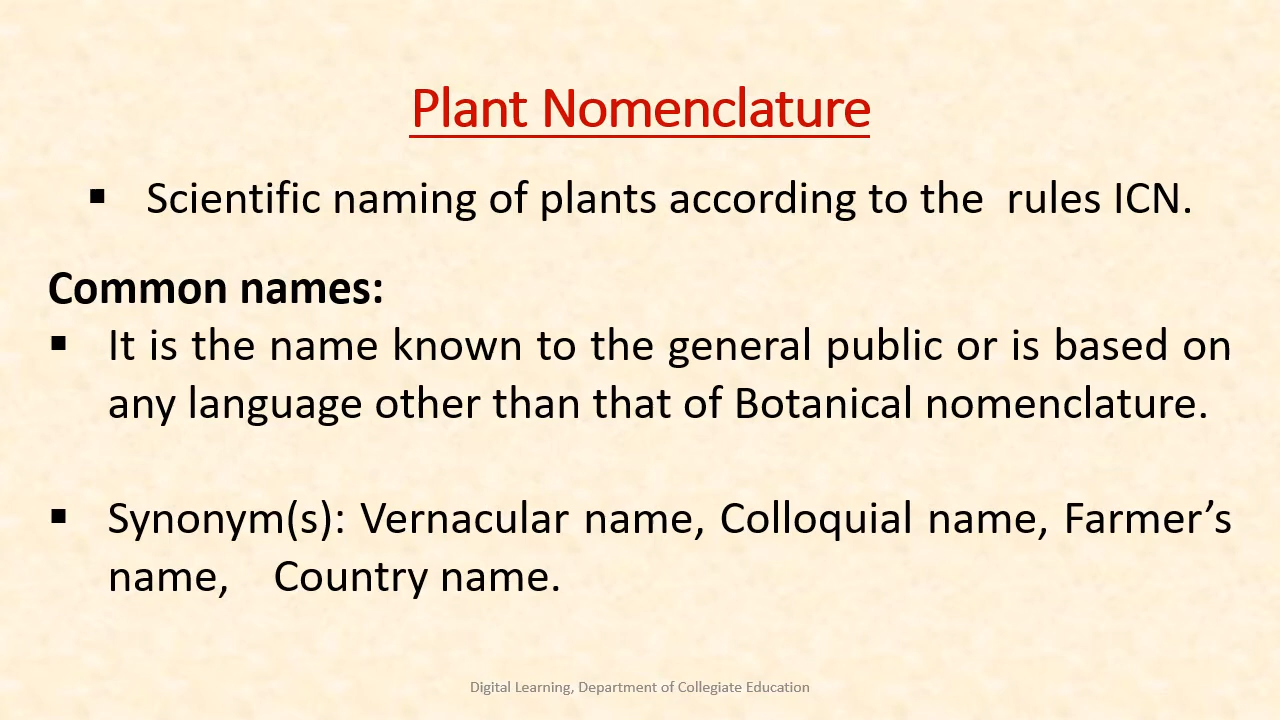 Plant Nomenclature
▪ Scientific naming of plants according to the  rules ICN.
Common names:
▪ It is the name known to the general public or is based on
any language other than that of Botanical nomenclature.
▪ Synonym(s): Vernacular name, Colloquial name, Farmer’s
name,    Country name.
Digital Learning, Department of Collegiate Education